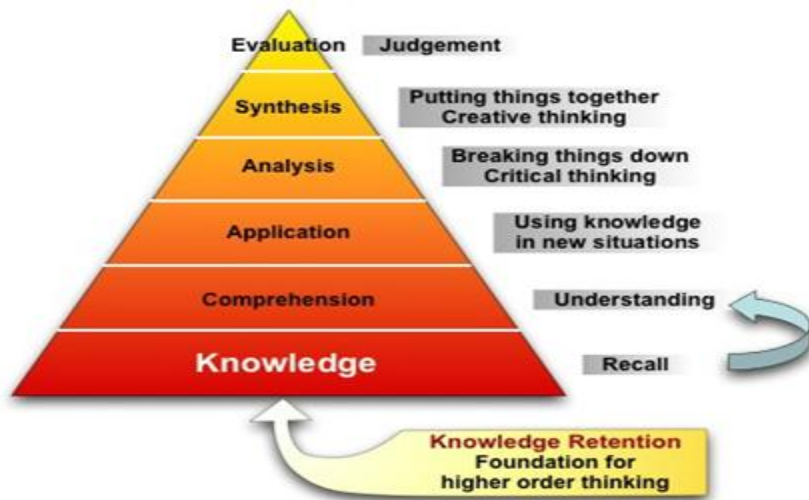 Evaluation Judgement
Synthesis Putting things together
Creative thinking
Analysis Breaking things down
Critical thinking
Application Using knowledge
in new situations
Comprehension Understanding
Knowledge Recall
Knowledge Retention
Foundation for
higher order thinking